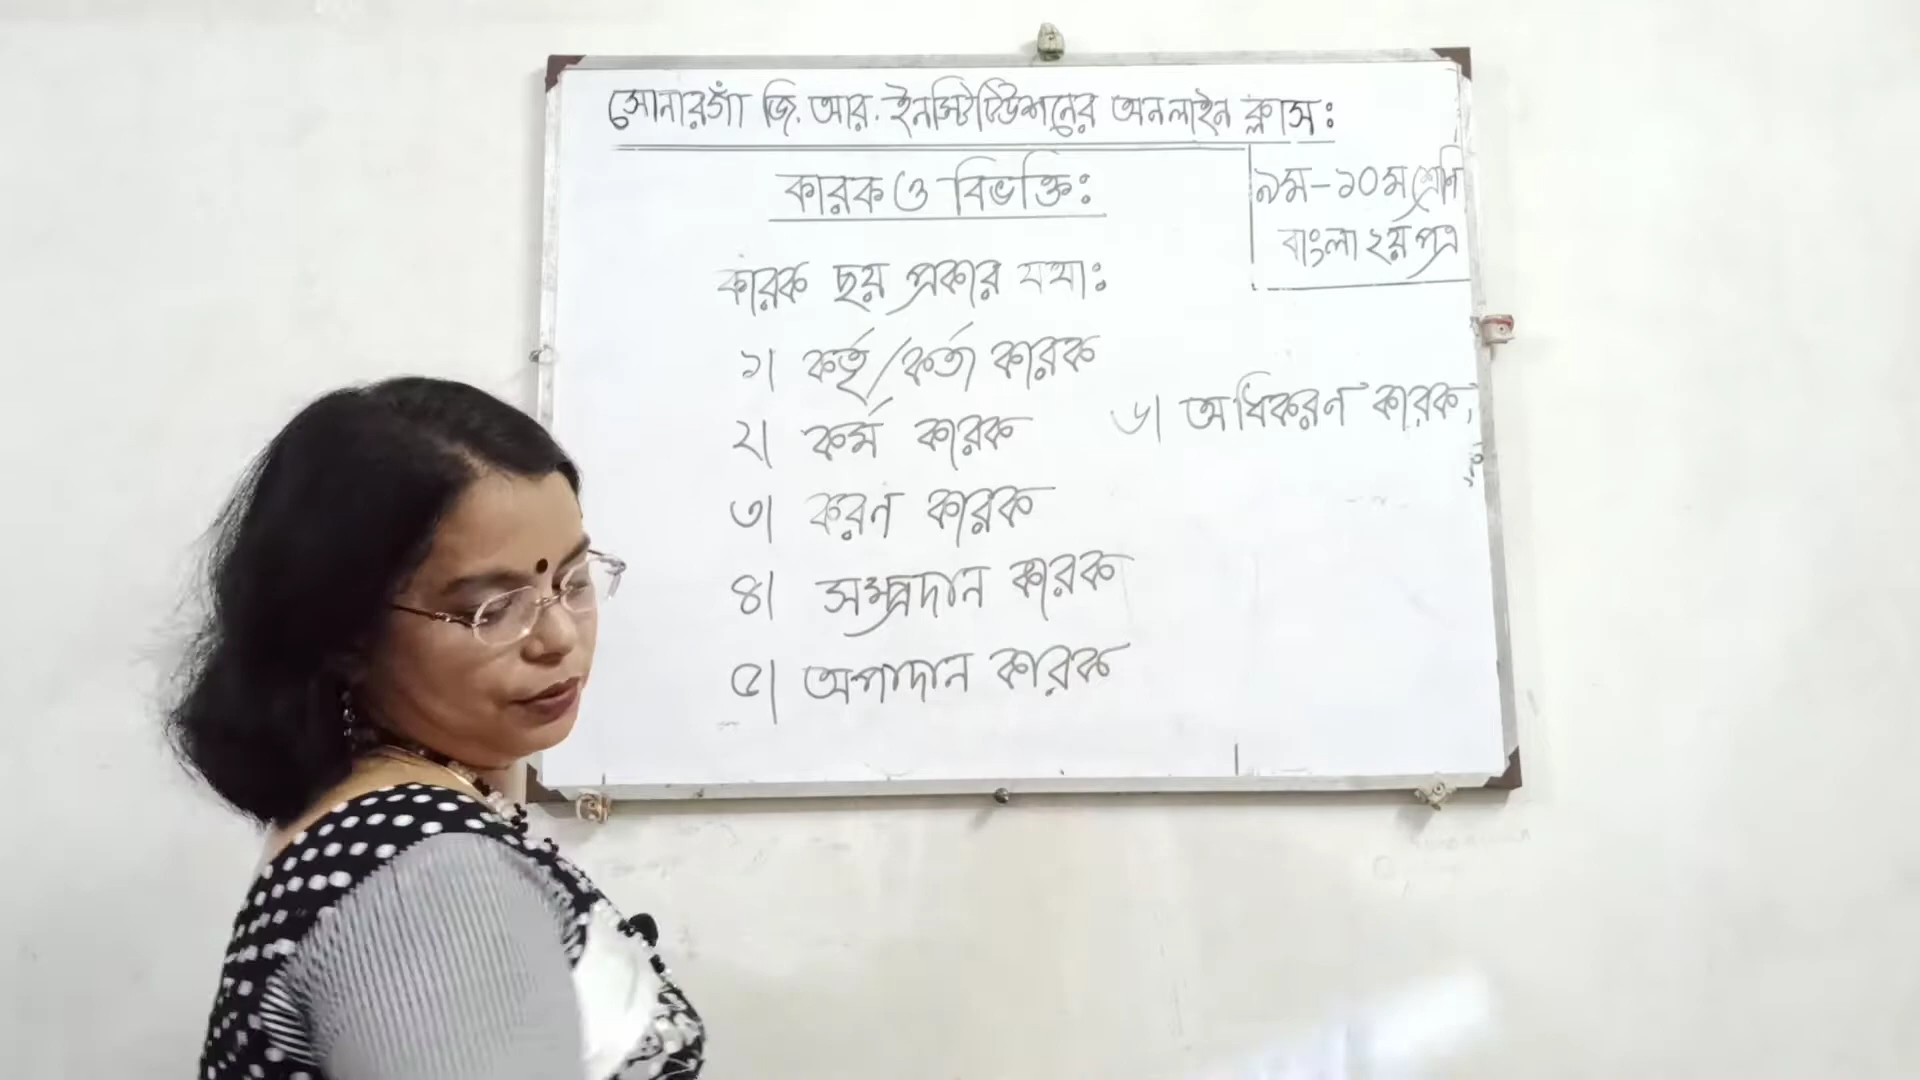 সোনারগাঁ জি. আর. ইনস্টিটিউশনের অনলাইন ক্লাস:
কারক ও বিভক্তি:
৯ম-১০ম শ্রেণি
বাংলা ২য় পত্র
কারক ছয় প্রকার যথা:
১। কর্তৃ/কর্তা কারক
২। কর্ম কারক
৩। করণ কারক
৪। সম্প্রদান কারক
৫। অপাদান কারক
৬। অধিকরণ কারক,